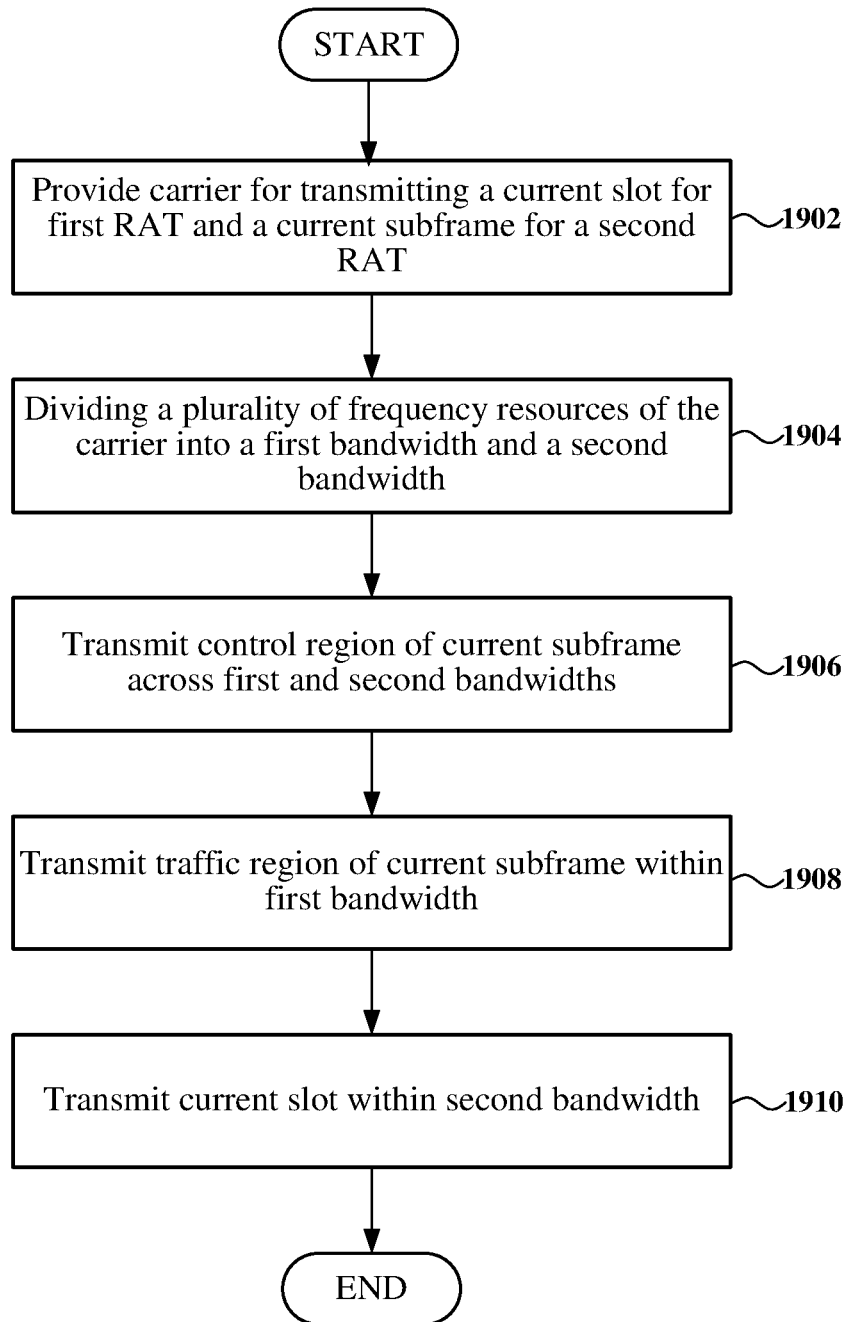 START
Provide carrier for transmitting a current slot for
first RAT and a current subframe for a second
RAT
1902
Dividing a plurality of frequency resources of the
carrier into a first bandwidth and a second
bandwidth
1904
Transmit control region of current subframe
across first and second bandwidths
1906
Transmit traffic region of current subframe within
first bandwidth
1908
Transmit current slot within second bandwidth
1910
END